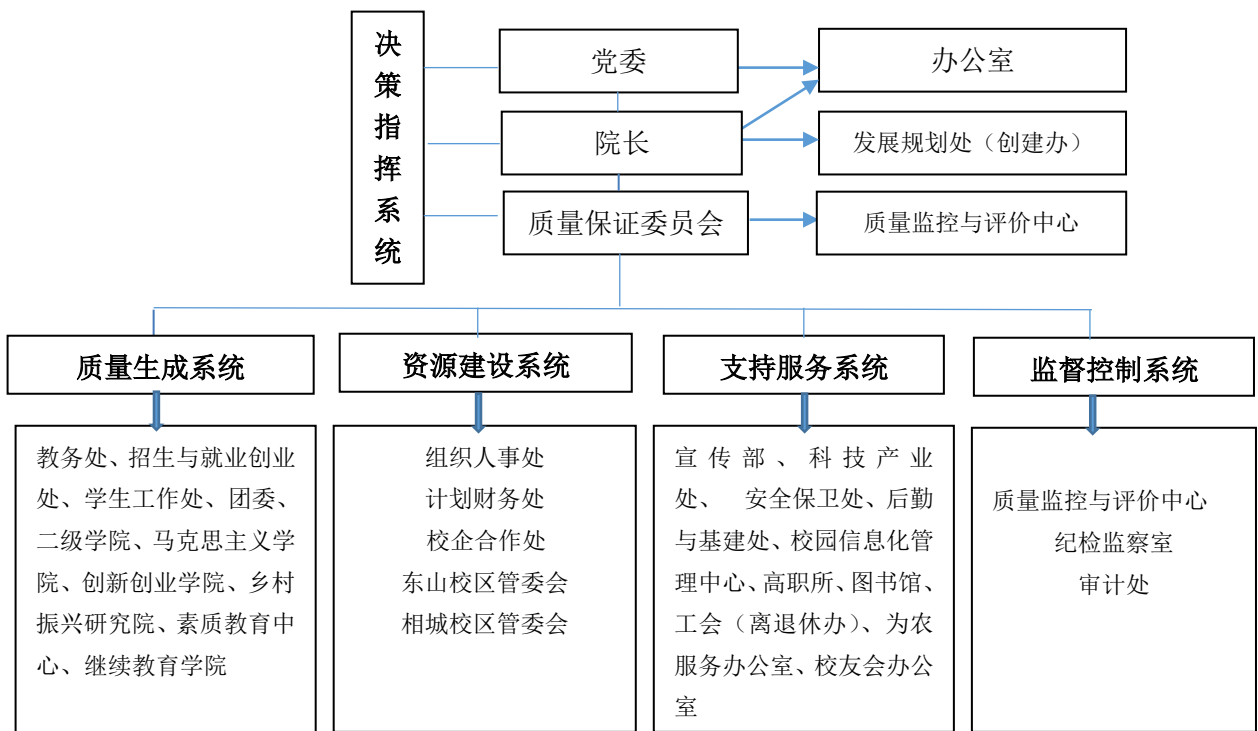 决策指挥系统
党委
办公室
院长
发展规划处（创建办）
质量保证委员会
质量监控与评价中心
质量生成系统
资源建设系统
支持服务系统
监督控制系统
教务处、招生与就业创业
处、学生工作处、团委、
二级学院、马克思主义学
院、创新创业学院、乡村
振兴研究院、素质教育中
心、继续教育学院
组织人事处
计划财务处
校企合作处
东山校区管委会
相城校区管委会
宣传部、科技产业
处、 安全保卫处、后勤
与基建处、校园信息化管
理中心、高职所、图书馆、
工会（离退休办）、为农
服务办公室、校友会办公
室
质量监控与评价中心
纪检监察室
审计处